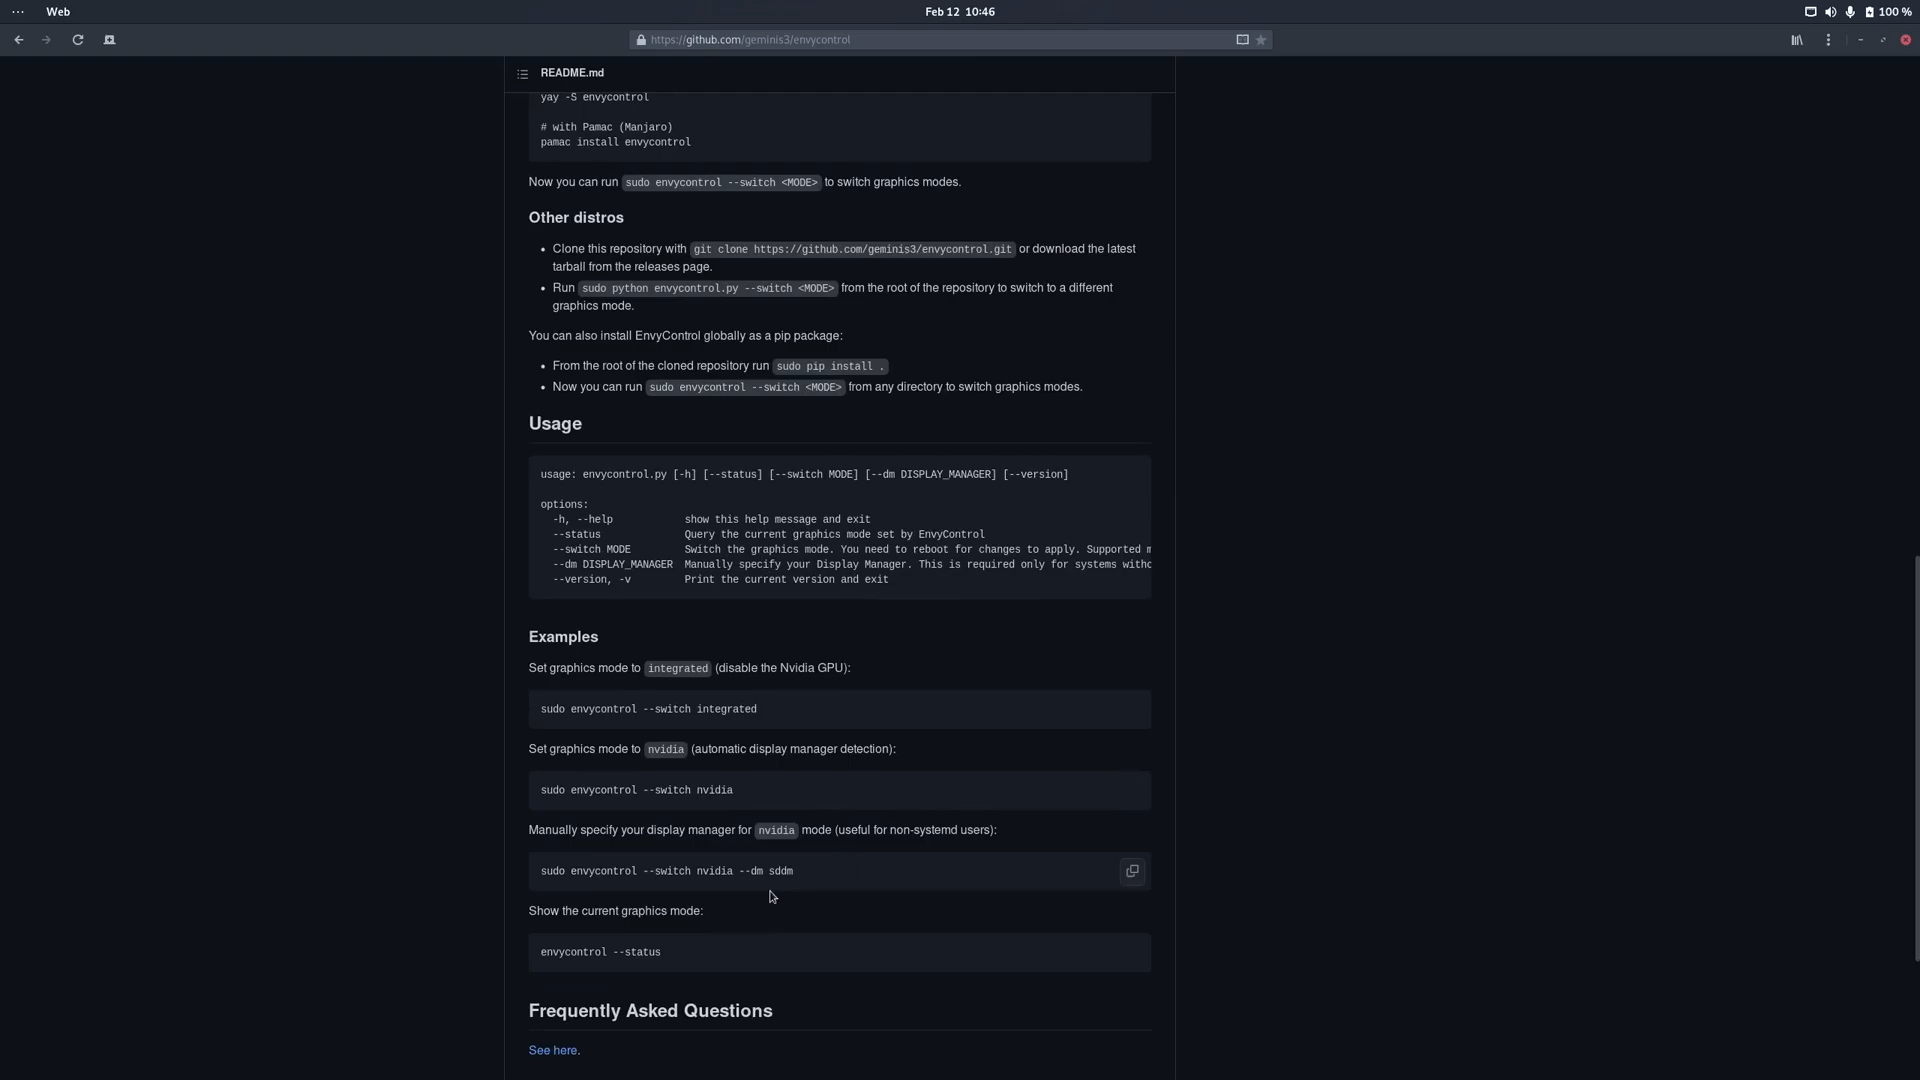 Web
Feb 12 10:46
100 %
https://github.com/geminis3/envycontrol
README.md
yay -S envycontrol
# with Pamac (Manjaro)
pamac install envycontrol
Now you can run sudo envycontrol --switch <MODE> to switch graphics modes.
Other distros
• Clone this repository with git clone https://github.com/geminis3/envycontrol.git or download the latest
tarball from the releases page.
• Run sudo python envycontrol.py --switch <MODE> from the root of the repository to switch to a different
graphics mode.
You can also install EnvyControl globally as a pip package:
• From the root of the cloned repository run sudo pip install .
• Now you can run sudo envycontrol --switch <MODE> from any directory to switch graphics modes.
Usage
usage: envycontrol.py [-h] [--status] [--switch MODE] [--dm DISPLAY_MANAGER] [--version]
options:
-h, --help show this help message and exit
--status Query the current graphics mode set by EnvyControl
--switch MODE Switch the graphics mode. You need to reboot for changes to apply. Supported m
--dm DISPLAY_MANAGER Manually specify your Display Manager. This is required only for systems witho
--version, -v Print the current version and exit
Examples
Set graphics mode to integrated (disable the Nvidia GPU):
sudo envycontrol --switch integrated
Set graphics mode to nvidia (automatic display manager detection):
sudo envycontrol --switch nvidia
Manually specify your display manager for nvidia mode (useful for non-systemd users):
sudo envycontrol --switch nvidia --dm sddm
Show the current graphics mode:
envycontrol --status
Frequently Asked Questions
See here.